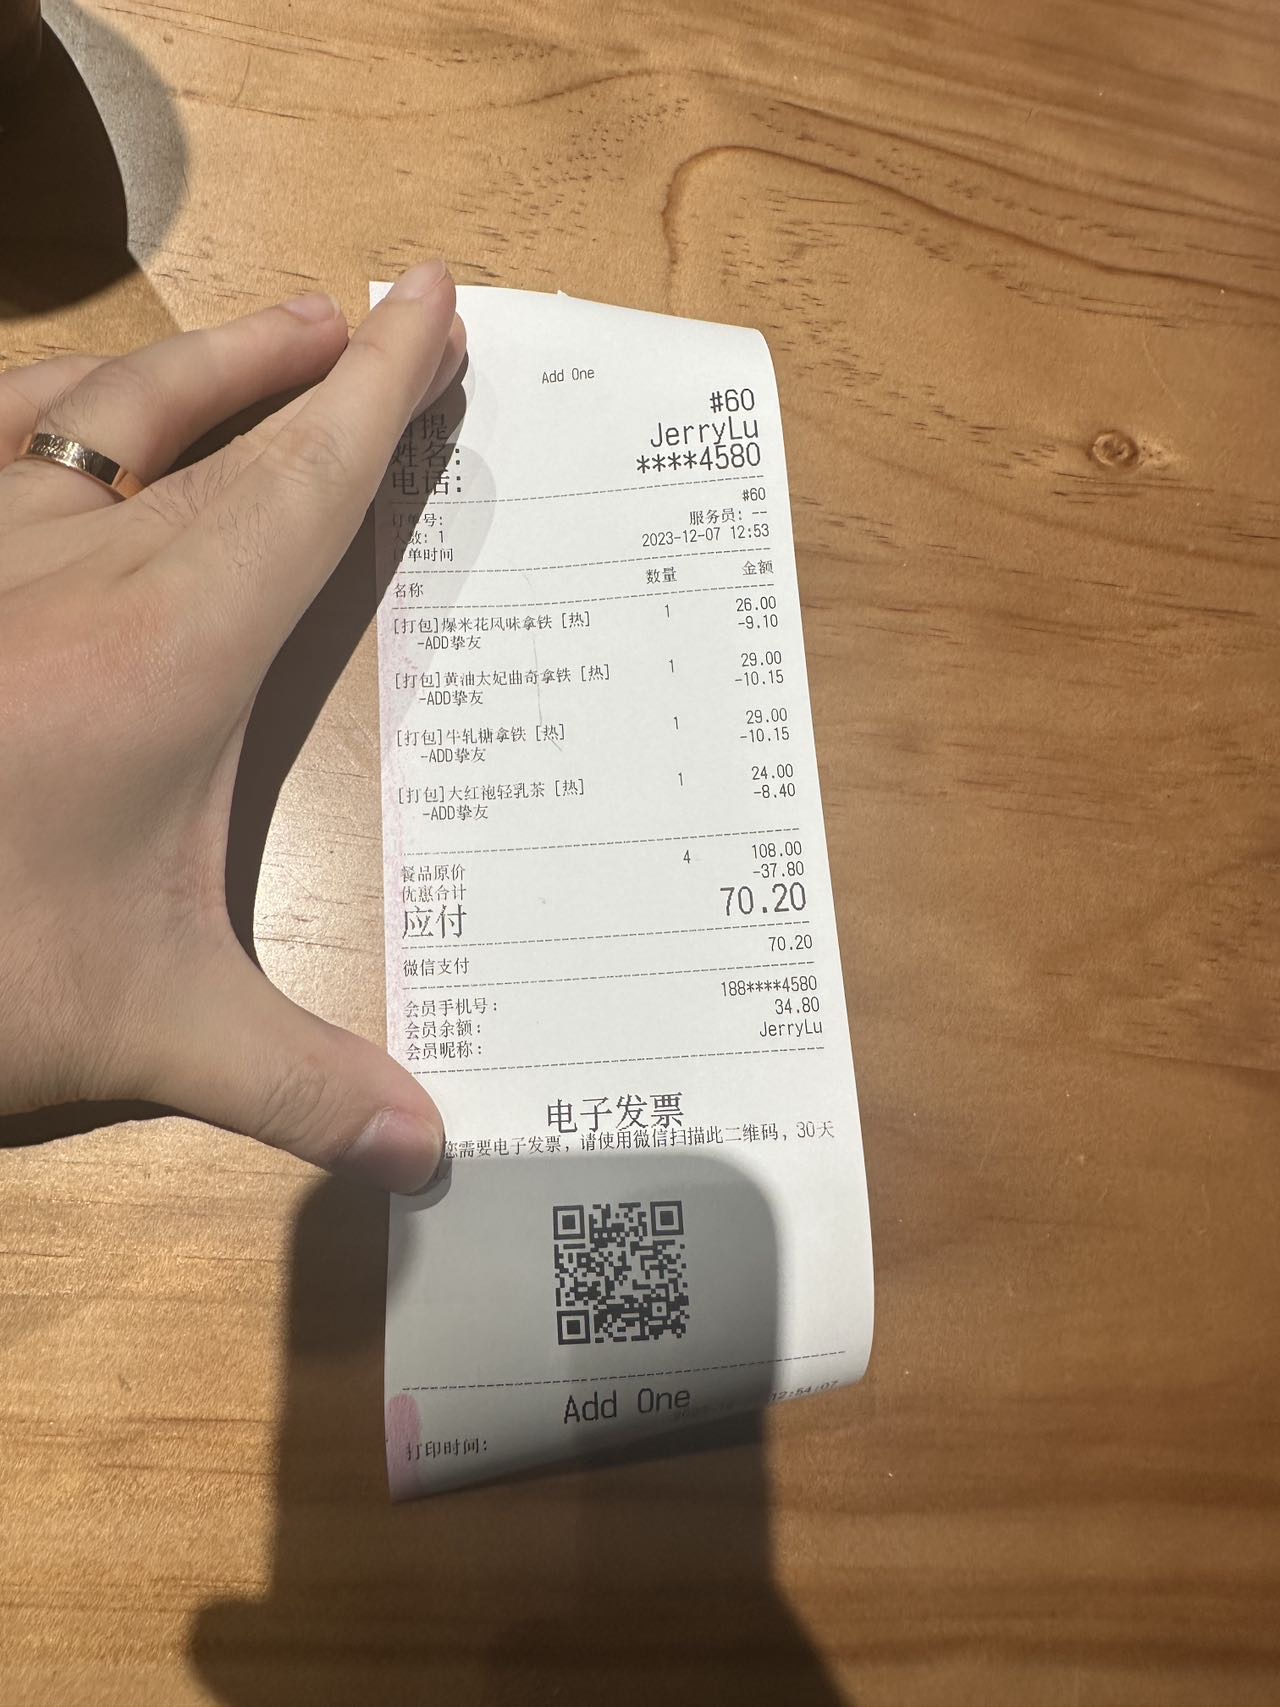 Add One
#60
自提
姓名: JerryLu
电话: ****4580
订单号: #60
人数: 1 服务员: --
订单时间 2023-12-07 12:53
名称 数量 金额
[打包]爆米花风味拿铁 [热] 1 26.00
-ADD挚友 -9.10
[打包]黄油太妃曲奇拿铁 [热] 1 29.00
-ADD挚友 -10.15
[打包]牛轧糖拿铁 [热] 1 29.00
-ADD挚友 -10.15
[打包]大红袍轻乳茶 [热] 1 24.00
-ADD挚友 -8.40
餐品原价 4 108.00
优惠合计 -37.80
应付 70.20
微信支付 70.20
会员手机号: 188****4580
会员余额: 34.80
会员昵称: JerryLu
电子发票
您需要电子发票, 请使用微信扫描此二维码, 30天
Add One
打印时间: 12:54:07